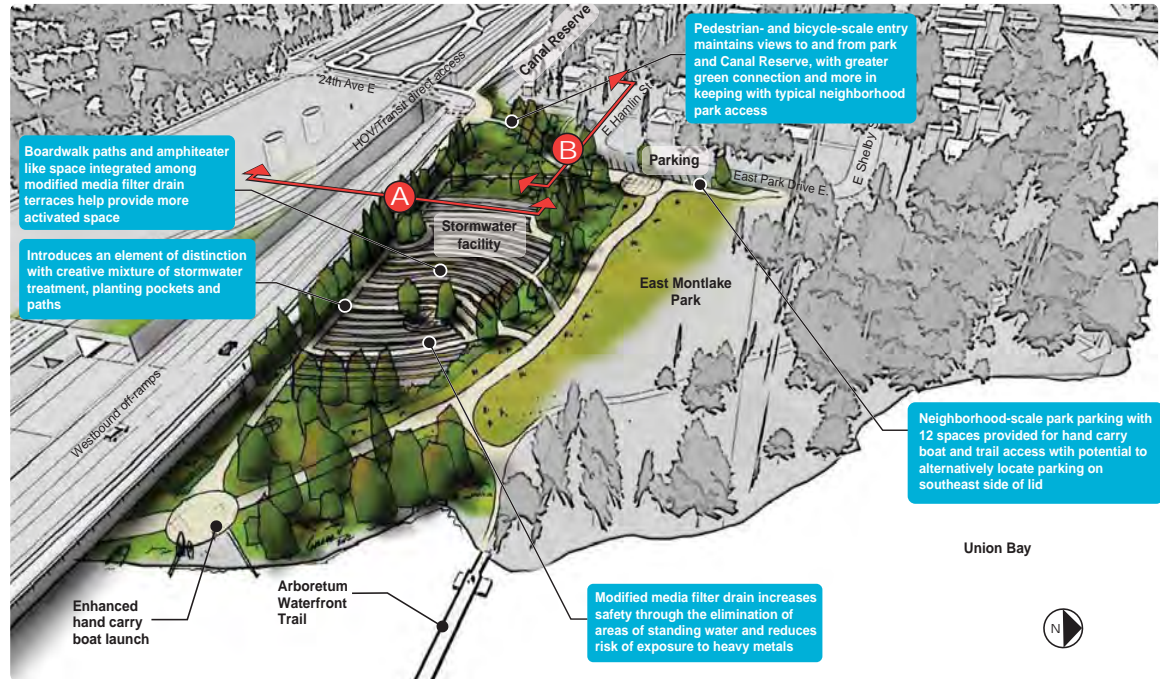 Canal Reserve
Pedestrian- and bicycle-scale entry
maintains views to and from park
and Canal Reserve, with greater
green connection and more in
keeping with typical neighborhood
park access
24th Ave E
HOV/Transit direct access
E Hamlin St
E Shelby St
B
Parking
East Park Drive E
Boardwalk paths and amphiteater
like space integrated among
modified media filter drain
terraces help provide more
activated space
A
Stormwater
facility
Introduces an element of distinction
with creative mixture of stormwater
treatment, planting pockets and
paths
East Montlake
Park
Westbound off-ramps
Neighborhood-scale park parking with
12 spaces provided for hand carry
boat and trail access wtih potential to
alternatively locate parking on
southeast side of lid
Union Bay
Enhanced
hand carry
boat launch
Arboretum
Waterfront
Trail
Modified media filter drain increases
safety through the elimination of
areas of standing water and reduces
risk of exposure to heavy metals
N